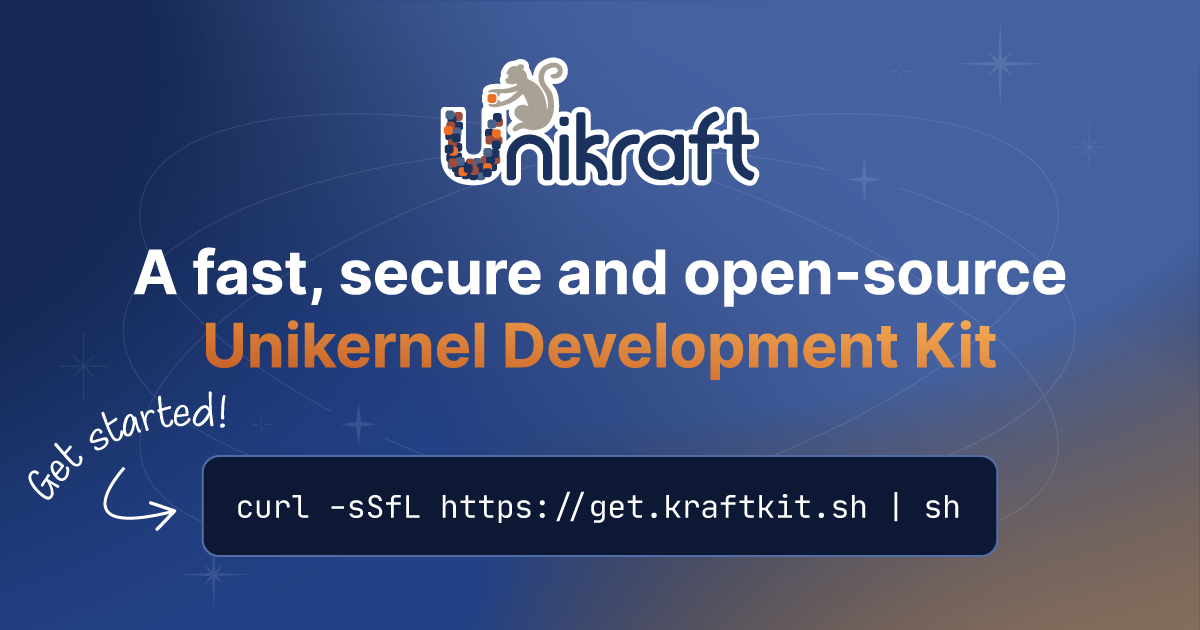 Unikraft
A fast, secure and open-source
Unikernel Development Kit
Get started!
curl -sSfL https://get.kraftkit.sh | sh